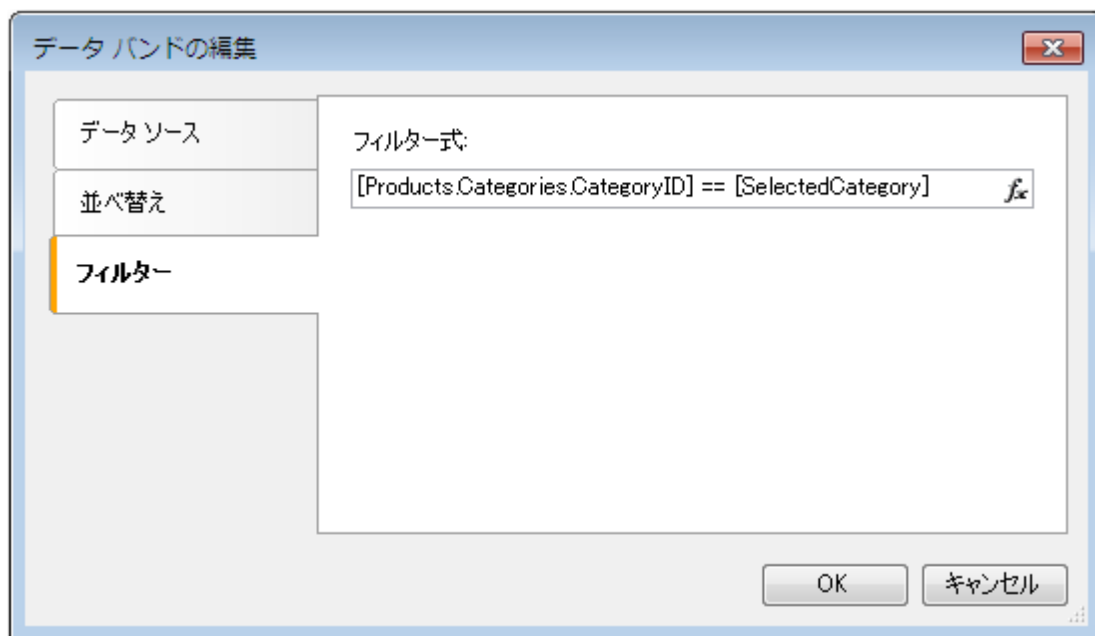 データ バンドの編集
データ ソース
並べ替え
フィルター
フィルター式:
[Products.Categories.CategoryID] == [SelectedCategory]
fx
OK
キャンセル